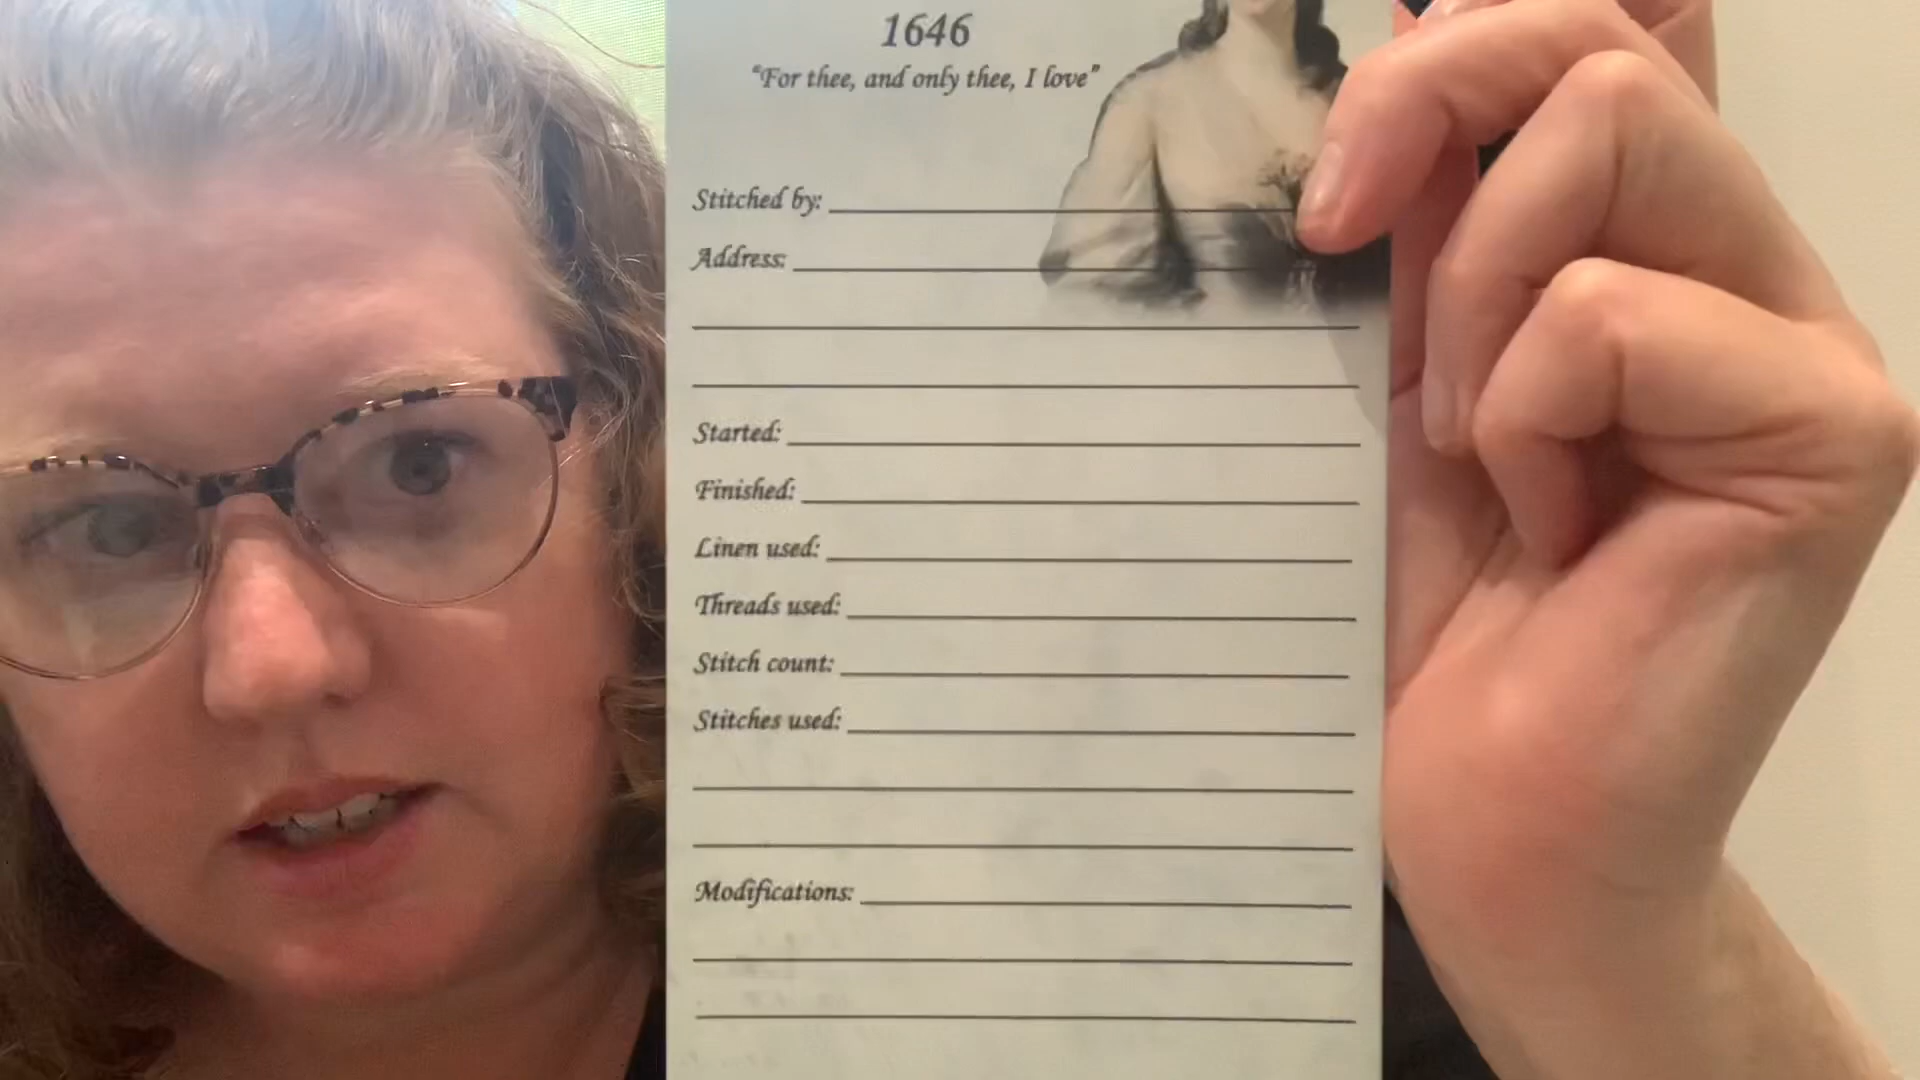 1646
“For thee, and only thee, I love”
Stitched by:
Address:
Started:
Finished:
Linen used:
Threads used:
Stitch count:
Stitches used:
Modifications: